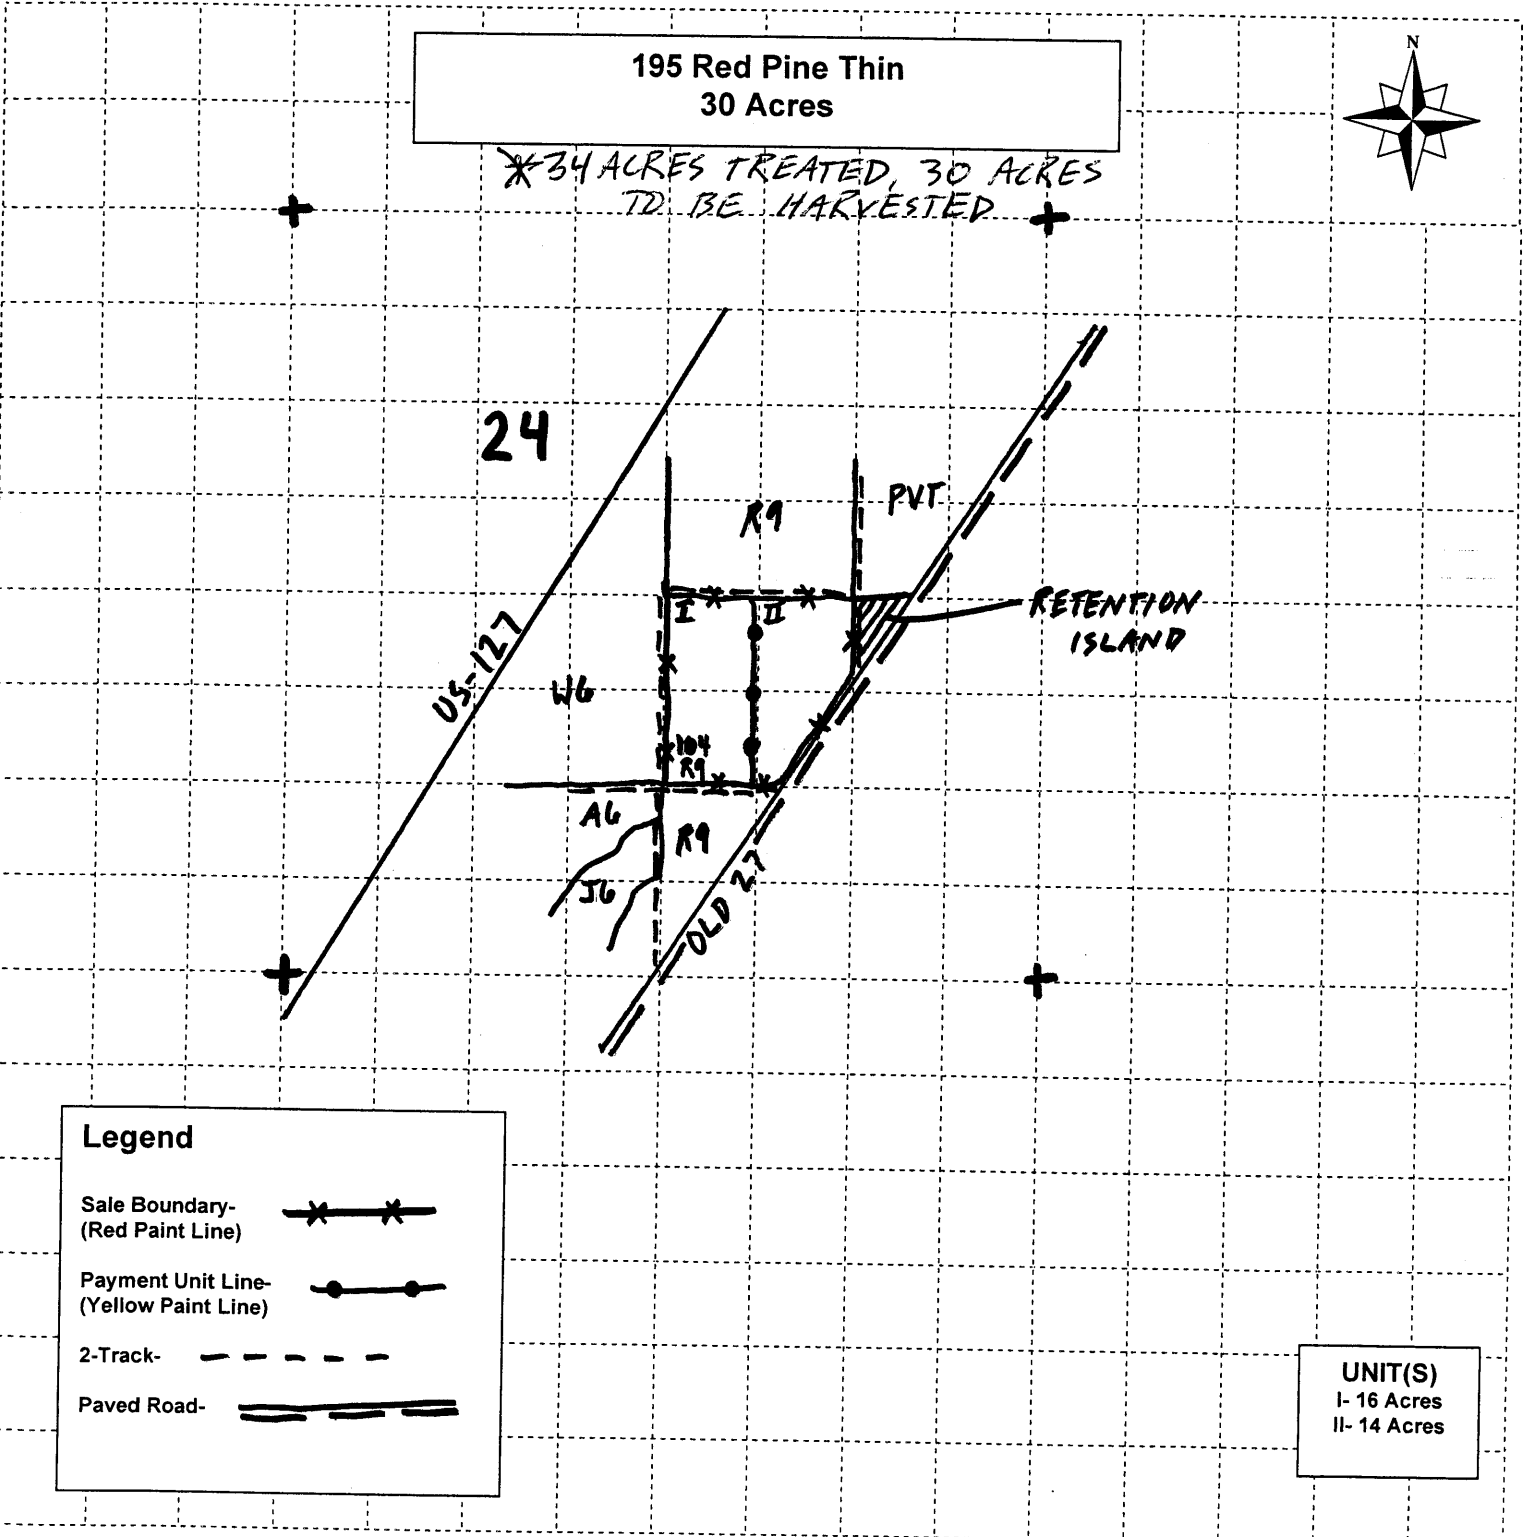 195 Red Pine Thin
30 Acres
N
*34 ACRES TREATED, 30 ACRES
TO BE HARVESTED
24
PVT
R9
I
II
RETENTION
ISLAND
US-127
W6
104
R9
A6
R9
J6
OLD 27
Legend
Sale Boundary-
(Red Paint Line)
Payment Unit Line-
(Yellow Paint Line)
2-Track-
Paved Road-
UNIT(S)
I- 16 Acres
II- 14 Acres